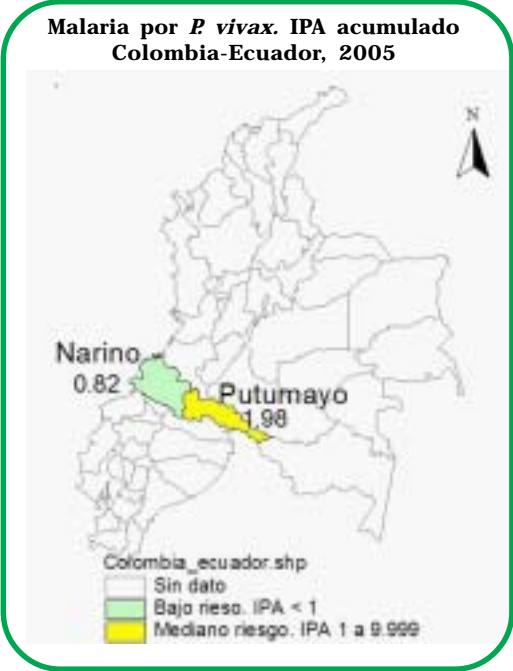 Malaria por P. vivax. IPA acumulado
Colombia-Ecuador, 2005
N
Narino
0.82
Putumayo
1.98
Colombia_ecuador.shp
Sin dato
Bajo rieso. IPA < 1
Mediano riesgo. IPA 1 a 9.999